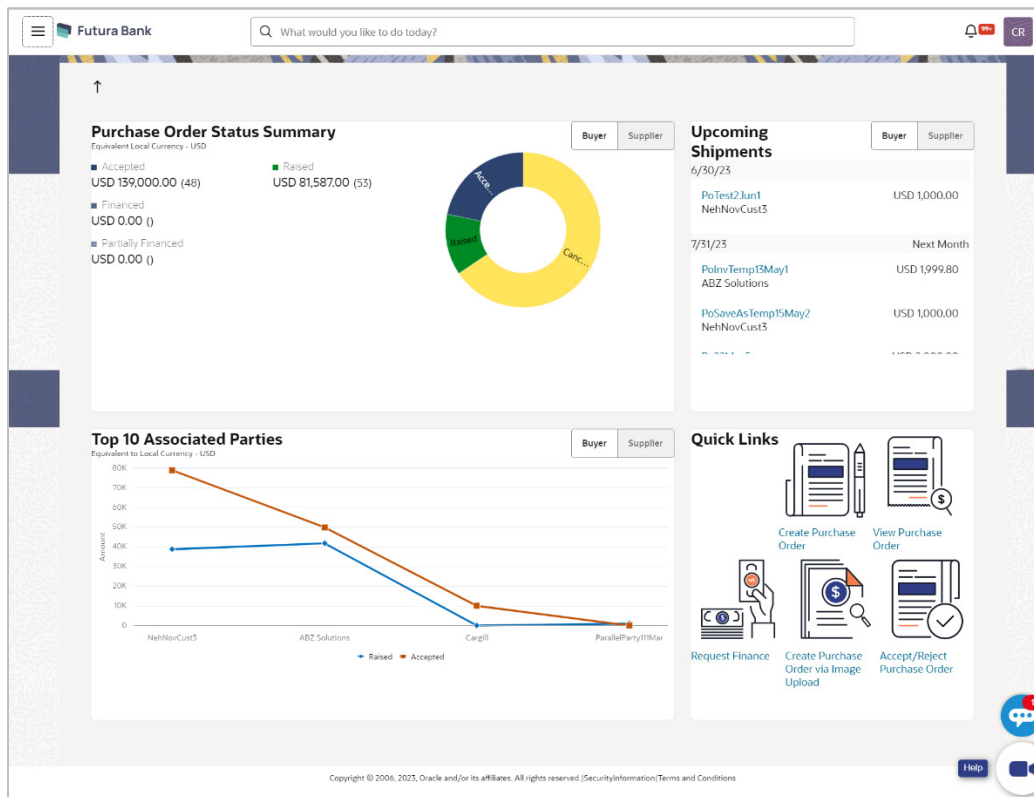 Futura Bank
What would you like to do today?
99+
CR
Purchase Order Status Summary
Equivalent Local Currency - USD
Buyer Supplier
Accepted
USD 139,000.00 (48)
Raised
USD 81,587.00 (53)
Financed
USD 0.00 ()
Partially Financed
USD 0.00 ()
Acce...
Raised
Canc...
Upcoming
Shipments
Buyer Supplier
6/30/23
PoTest2Jun1 USD 1,000.00
NehNovCust3
7/31/23 Next Month
PoInvTemp13May1 USD 1,999.80
ABZ Solutions
PoSaveAsTemp15May2 USD 1,000.00
NehNovCust3
Top 10 Associated Parties
Equivalent to Local Currency - USD
Buyer Supplier
80K
70K
60K
50K
40K
30K
20K
10K
0
Amount
NehNovCust3 ABZ Solutions Cargill ParallelParty111Mar
Raised Accepted
Quick Links
Create Purchase
Order
View Purchase
Order
Request Finance
Create Purchase
Order via Image
Upload
Accept/Reject
Purchase Order
Help
Copyright © 2006, 2023, Oracle and/or its affiliates. All rights reserved.|SecurityInformation|Terms and Conditions